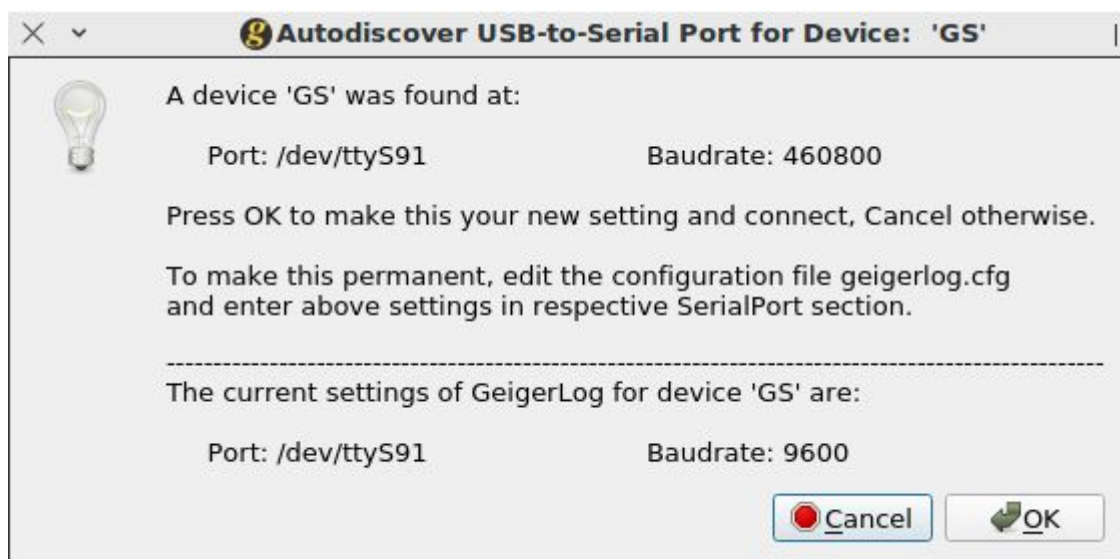 Autodiscover USB-to-Serial Port for Device: 'GS'
A device 'GS' was found at:
Port: /dev/ttyS91 Baudrate: 460800
Press OK to make this your new setting and connect, Cancel otherwise.
To make this permanent, edit the configuration file geigerlog.cfg
and enter above settings in respective SerialPort section.
----------------------------------------------------------------------------------------------------
The current settings of GeigerLog for device 'GS' are:
Port: /dev/ttyS91 Baudrate: 9600
Cancel OK